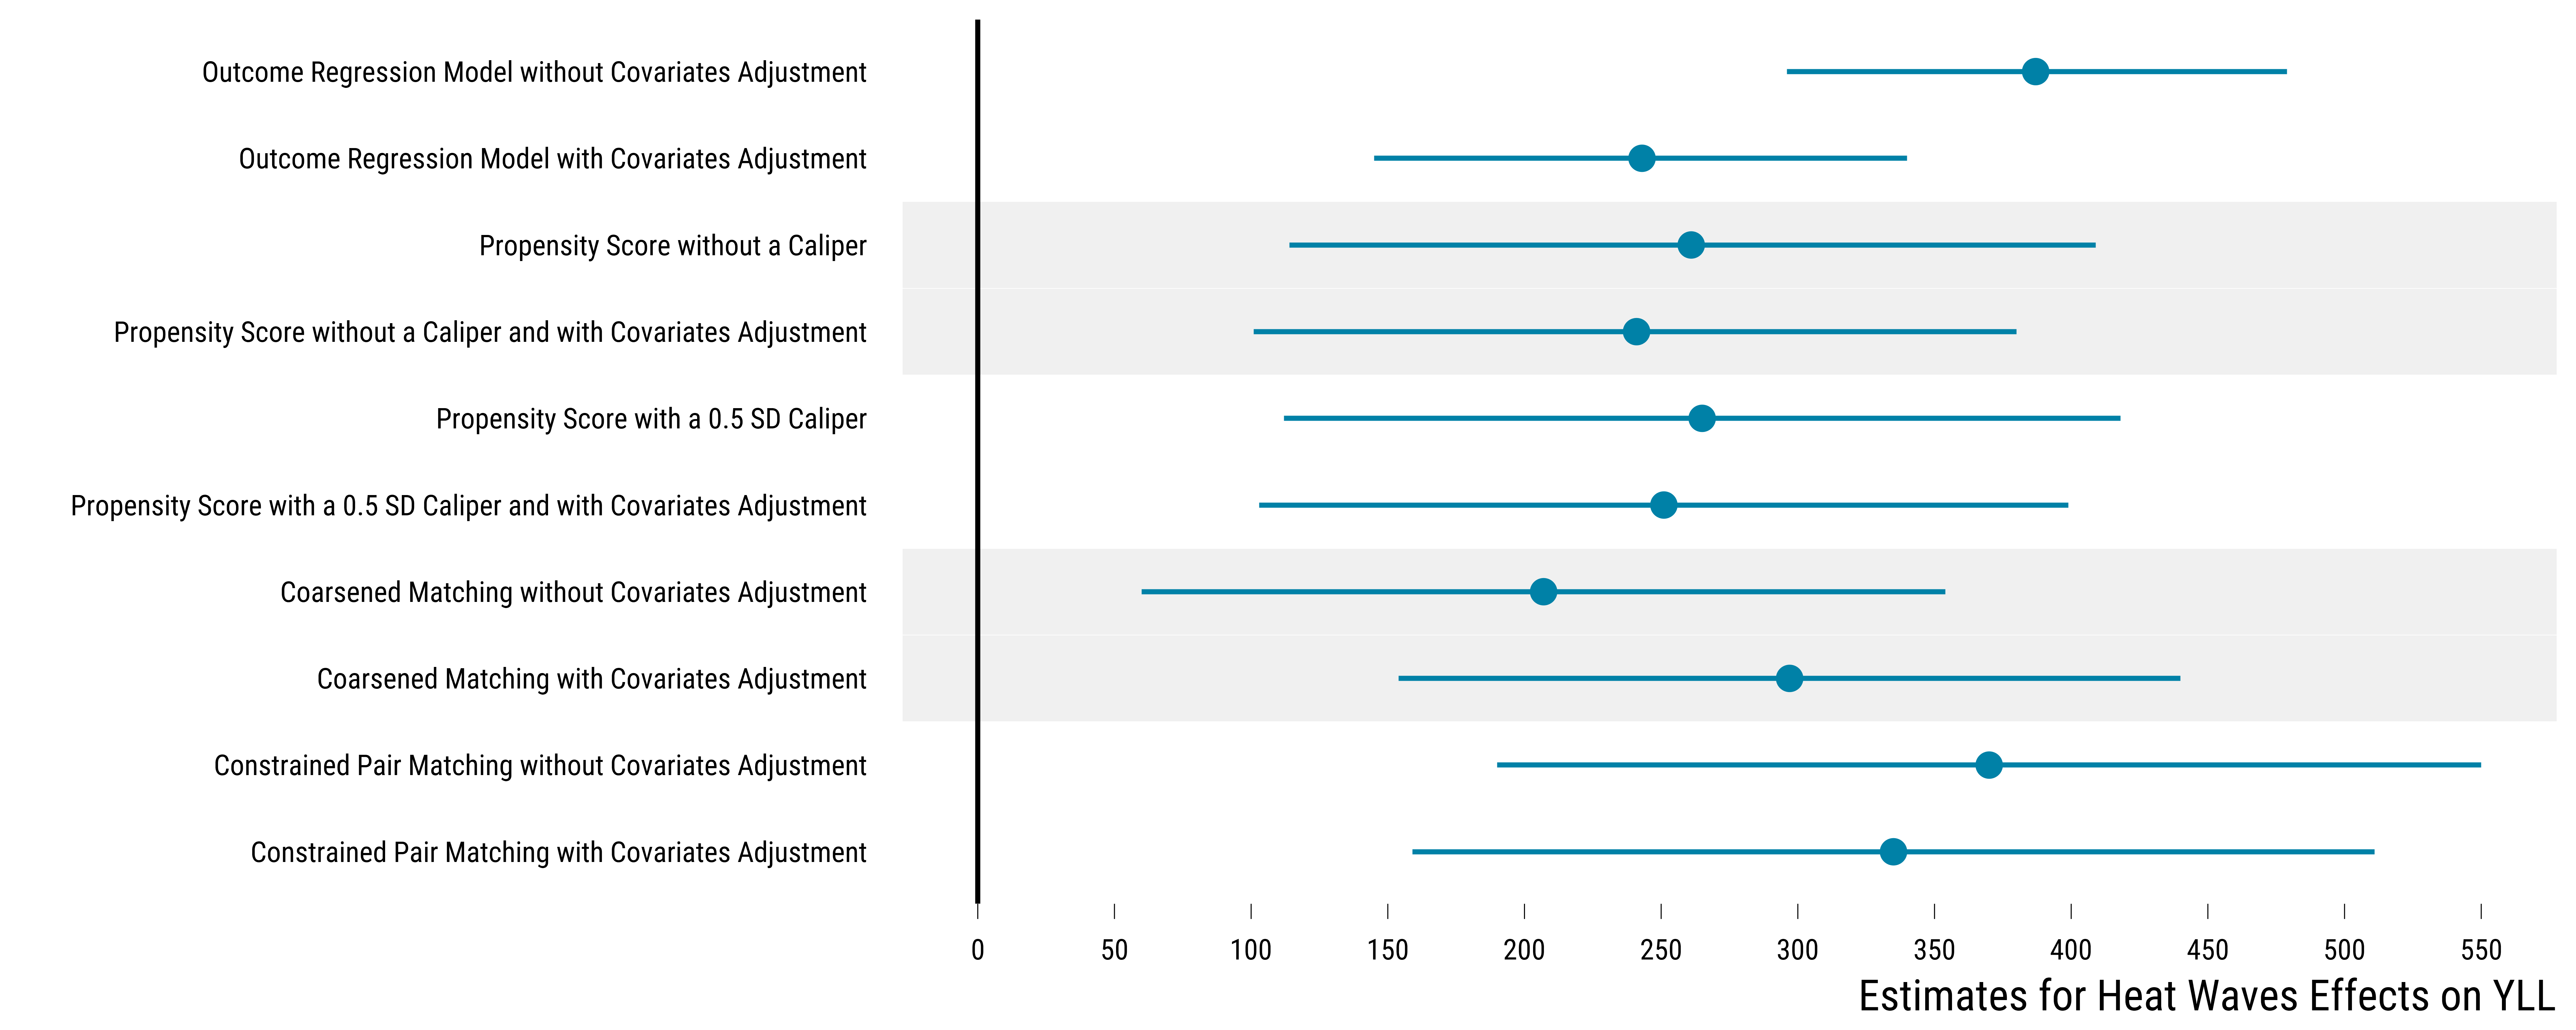 Outcome Regression Model without Covariates Adjustment
Outcome Regression Model with Covariates Adjustment
Propensity Score without a Caliper
Propensity Score without a Caliper and with Covariates Adjustment
Propensity Score with a 0.5 SD Caliper
Propensity Score with a 0.5 SD Caliper and with Covariates Adjustment
Coarsened Matching without Covariates Adjustment
Coarsened Matching with Covariates Adjustment
Constrained Pair Matching without Covariates Adjustment
Constrained Pair Matching with Covariates Adjustment
0 50 100 150 200 250 300 350 400 450 500 550
Estimates for Heat Waves Effects on YLL